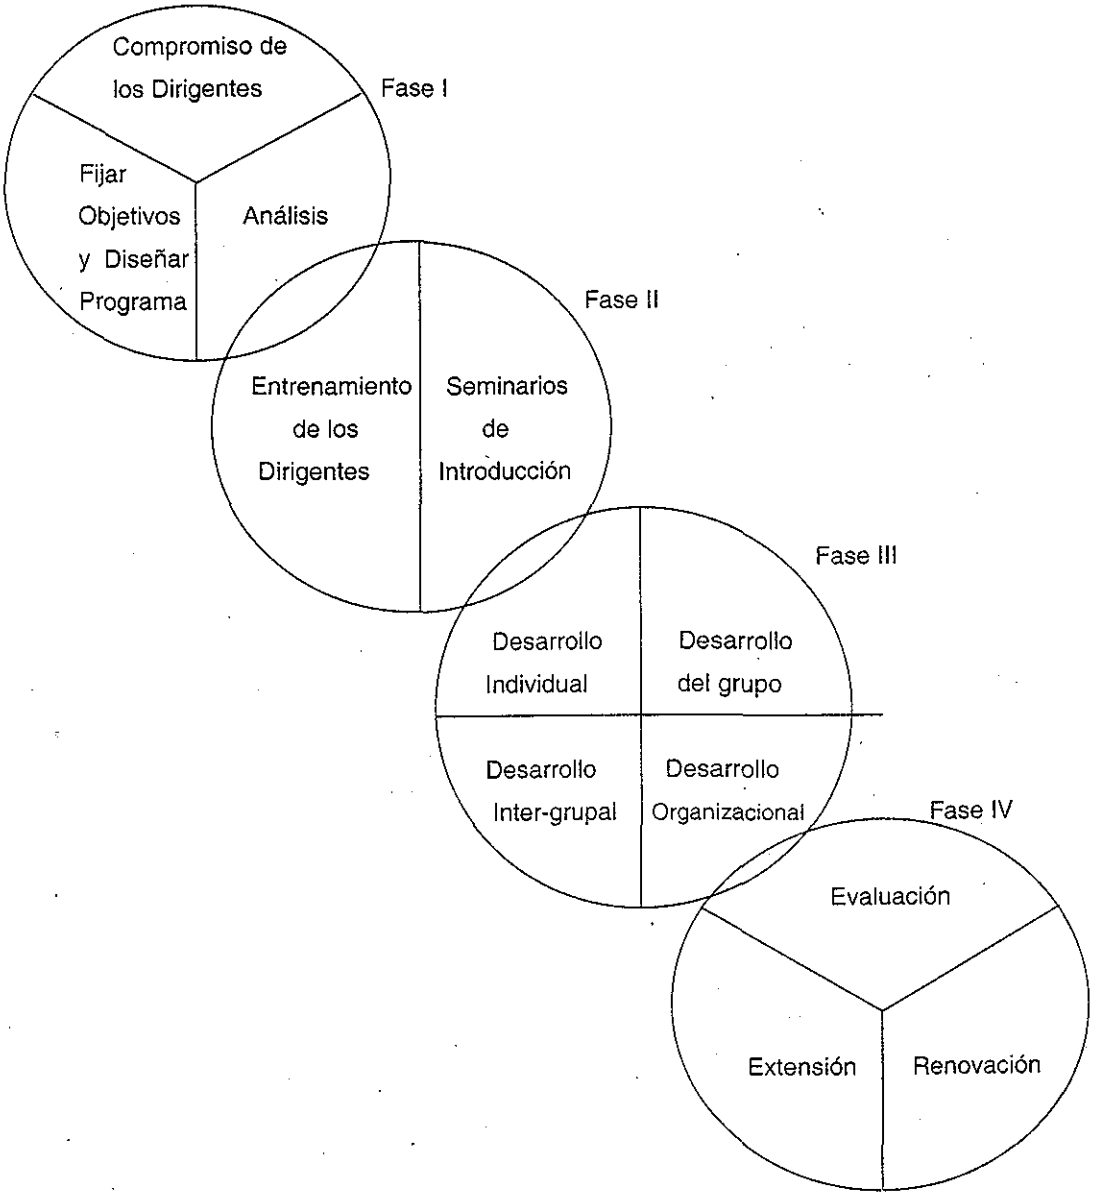 Compromiso de
los Dirigentes
Fase I
Fijar
Objetivos
y Diseñar
Programa
Análisis
Fase II
Entrenamiento
de los
Dirigentes
Seminarios
de
Introducción
Fase III
Desarrollo
Individual
Desarrollo
del grupo
Desarrollo
Inter-grupal
Desarrollo
Organizacional
Fase IV
Evaluación
Extensión
Renovación